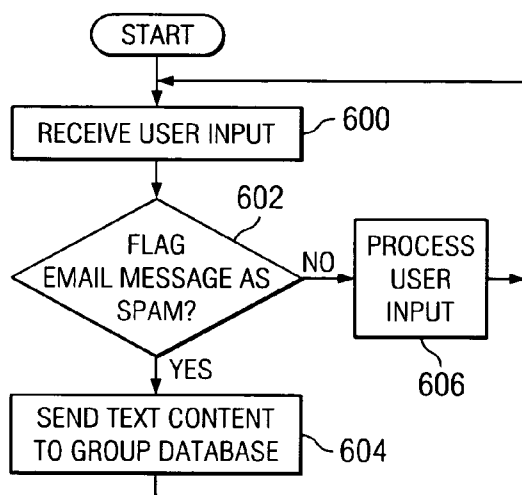 START
RECEIVE USER INPUT
600
602
FLAG
EMAIL MESSAGE AS
SPAM?
NO
PROCESS
USER
INPUT
606
YES
SEND TEXT CONTENT
TO GROUP DATABASE
604